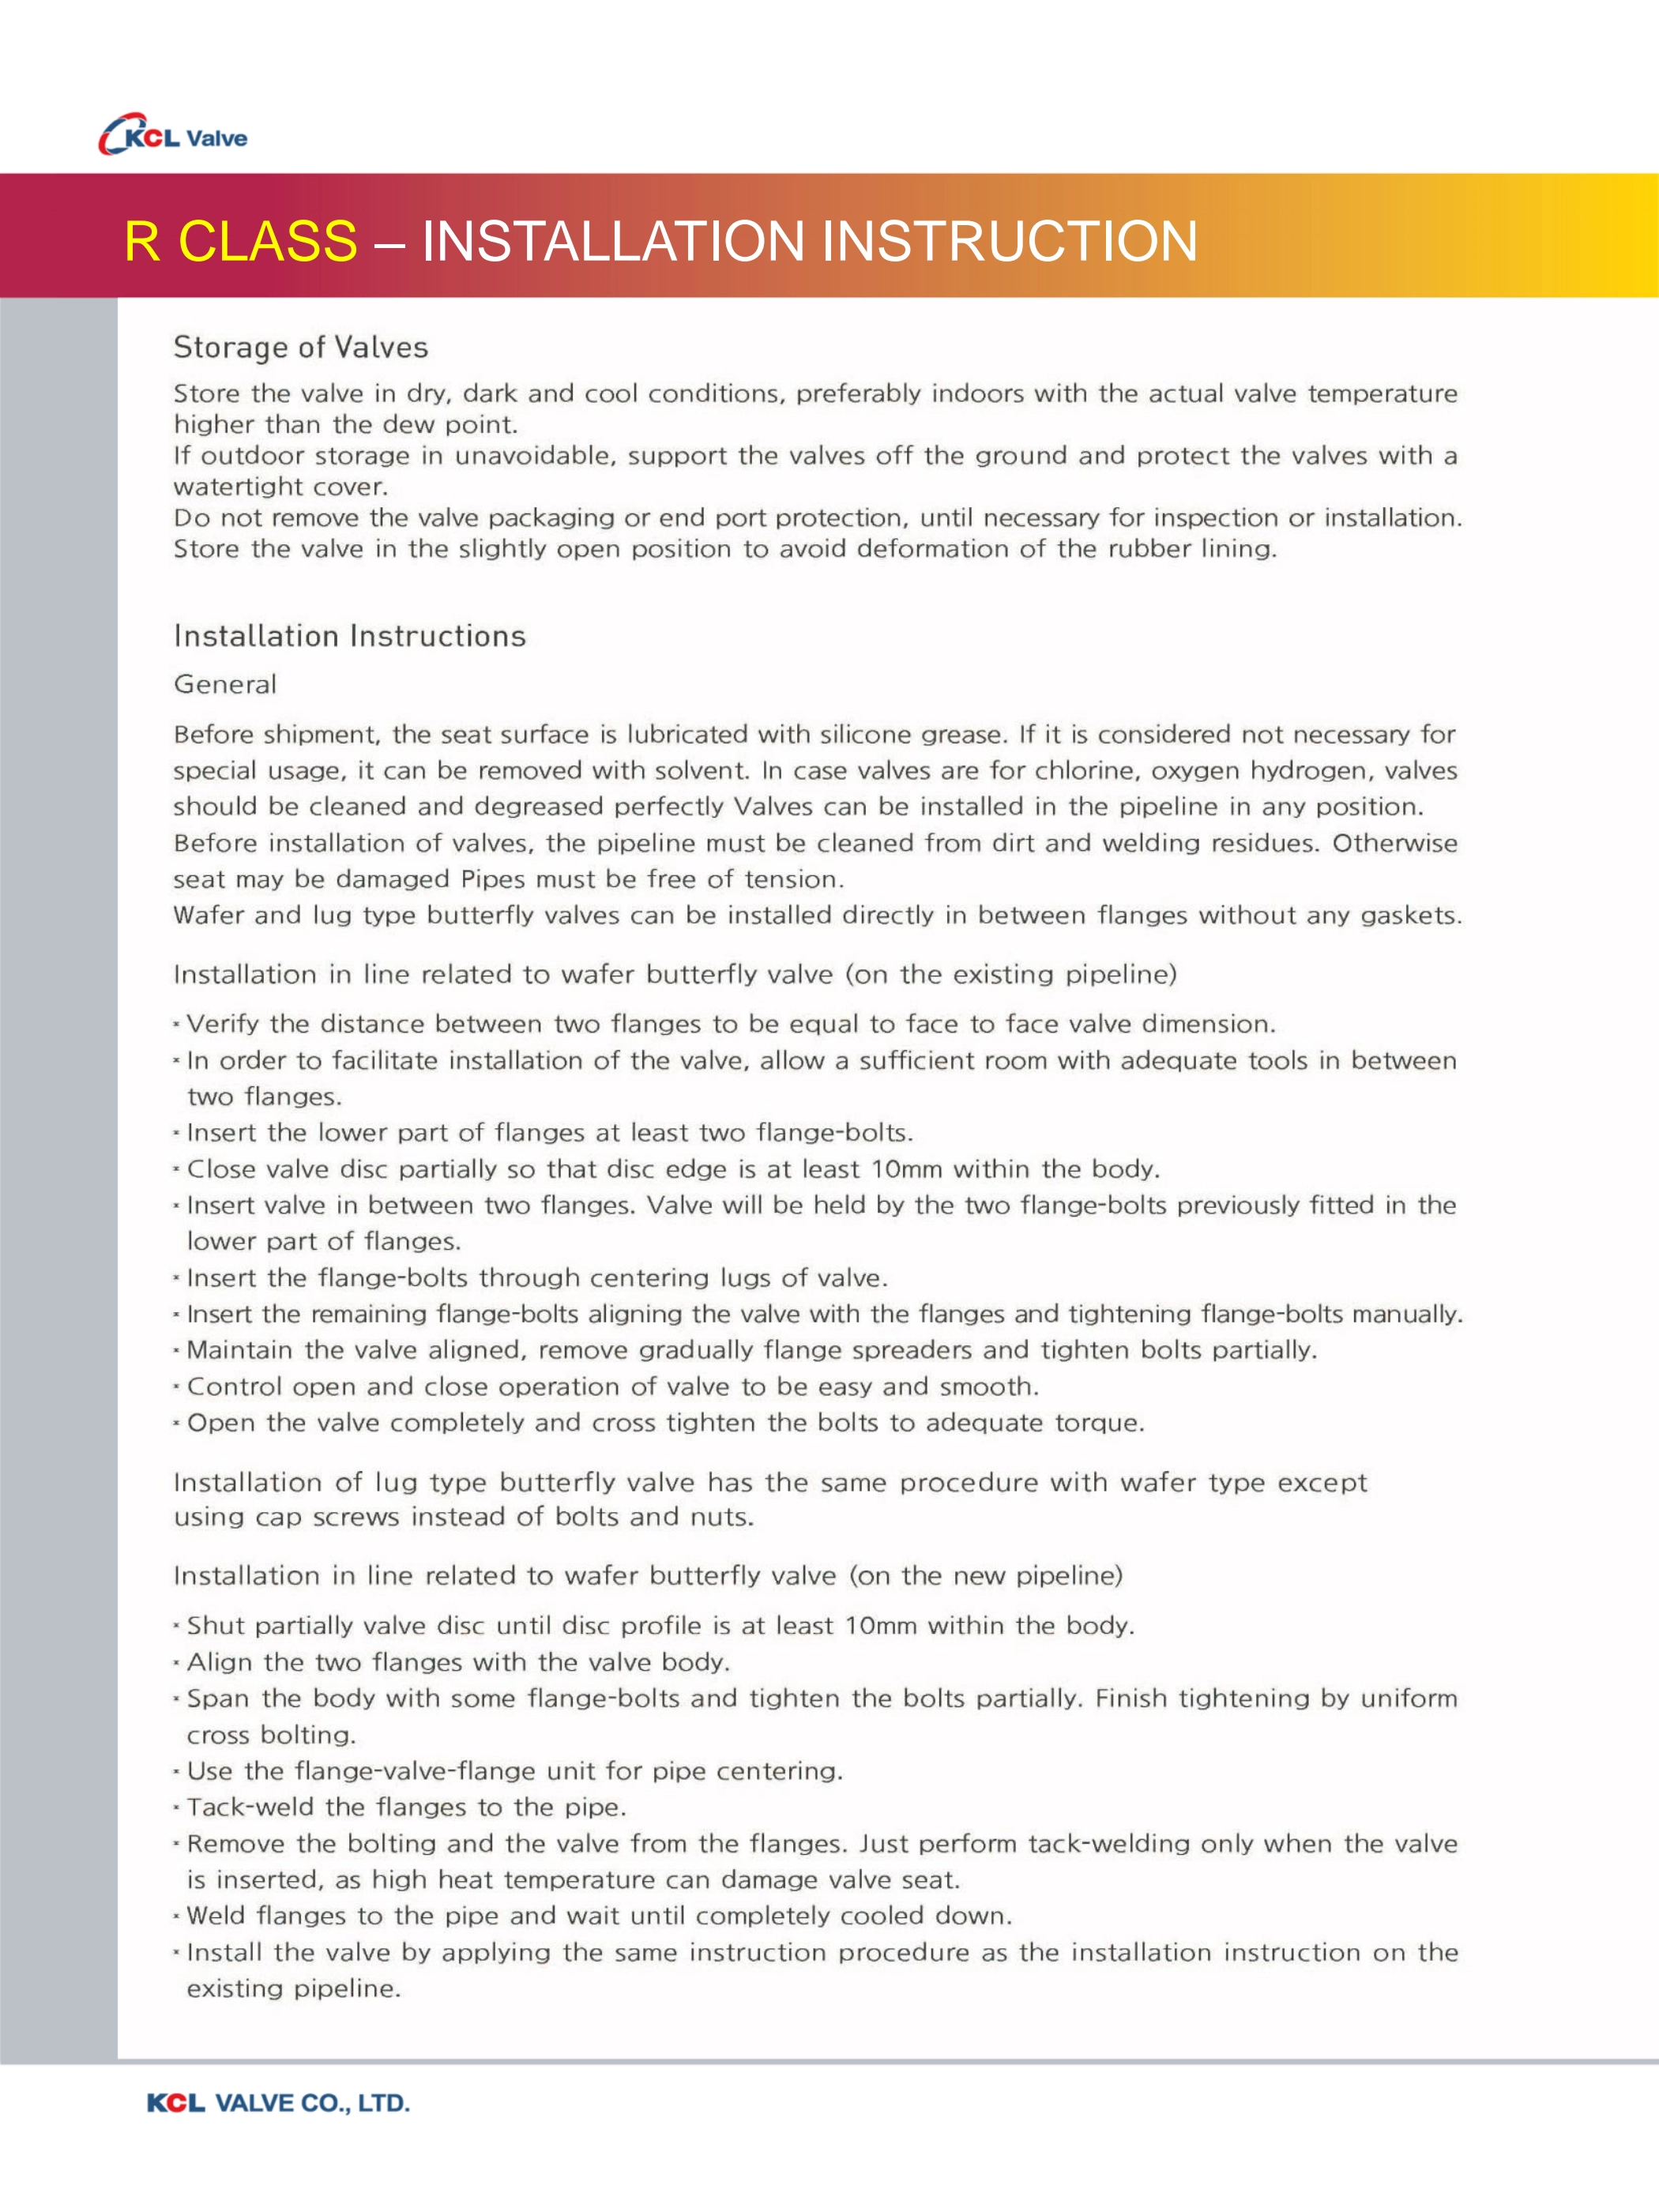 KCL Valve
R CLASS – INSTALLATION INSTRUCTION
Storage of Valves
Store the valve in dry, dark and cool conditions, preferably indoors with the actual valve temperature
higher than the dew point.
If outdoor storage in unavoidable, support the valves off the ground and protect the valves with a
watertight cover.
Do not remove the valve packaging or end port protection, until necessary for inspection or installation.
Store the valve in the slightly open position to avoid deformation of the rubber lining.
Installation Instructions
General
Before shipment, the seat surface is lubricated with silicone grease. If it is considered not necessary for
special usage, it can be removed with solvent. In case valves are for chlorine, oxygen hydrogen, valves
should be cleaned and degreased perfectly Valves can be installed in the pipeline in any position.
Before installation of valves, the pipeline must be cleaned from dirt and welding residues. Otherwise
seat may be damaged Pipes must be free of tension.
Wafer and lug type butterfly valves can be installed directly in between flanges without any gaskets.
Installation in line related to wafer butterfly valve (on the existing pipeline)
· Verify the distance between two flanges to be equal to face to face valve dimension.
· In order to facilitate installation of the valve, allow a sufficient room with adequate tools in between
two flanges.
· Insert the lower part of flanges at least two flange-bolts.
· Close valve disc partially so that disc edge is at least 10mm within the body.
· Insert valve in between two flanges. Valve will be held by the two flange-bolts previously fitted in the
lower part of flanges.
· Insert the flange-bolts through centering lugs of valve.
· Insert the remaining flange-bolts aligning the valve with the flanges and tightening flange-bolts manually.
· Maintain the valve aligned, remove gradually flange spreaders and tighten bolts partially.
· Control open and close operation of valve to be easy and smooth.
· Open the valve completely and cross tighten the bolts to adequate torque.
Installation of lug type butterfly valve has the same procedure with wafer type except
using cap screws instead of bolts and nuts.
Installation in line related to wafer butterfly valve (on the new pipeline)
· Shut partially valve disc until disc profile is at least 10mm within the body.
· Align the two flanges with the valve body.
· Span the body with some flange-bolts and tighten the bolts partially. Finish tightening by uniform
cross bolting.
· Use the flange-valve-flange unit for pipe centering.
· Tack-weld the flanges to the pipe.
· Remove the bolting and the valve from the flanges. Just perform tack-welding only when the valve
is inserted, as high heat temperature can damage valve seat.
· Weld flanges to the pipe and wait until completely cooled down.
· Install the valve by applying the same instruction procedure as the installation instruction on the
existing pipeline.
KCL VALVE CO., LTD.